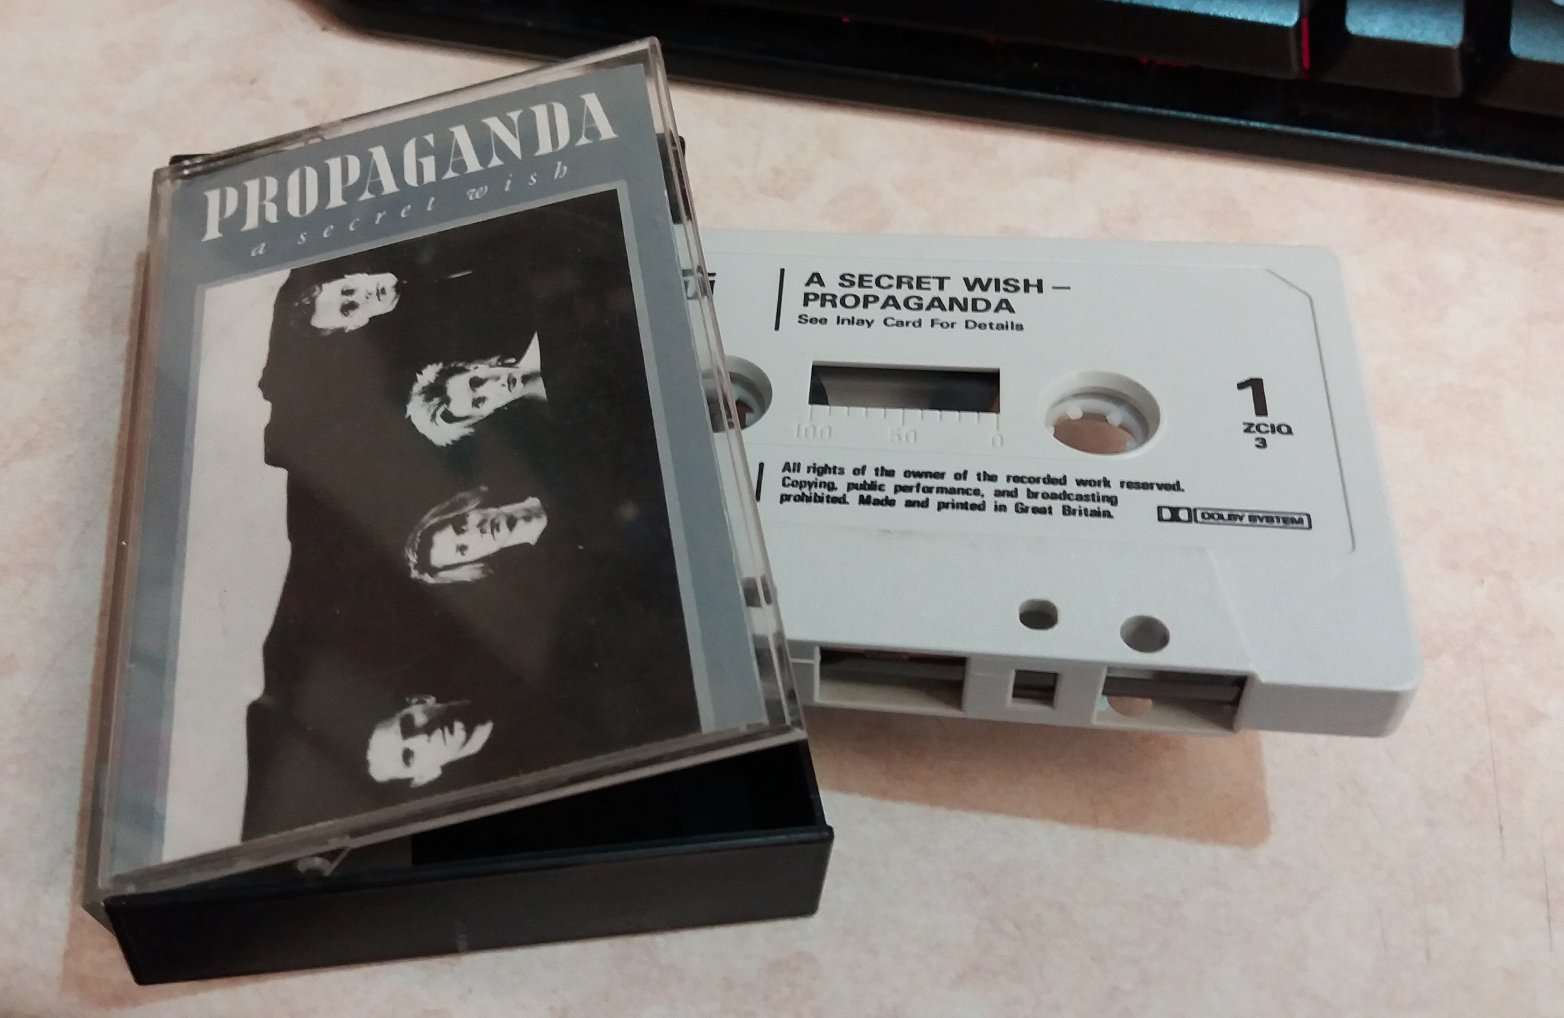 PROPAGANDA
a secret wish
A SECRET WISH –
PROPAGANDA
See Inlay Card For Details
100 50 0
1
ZCIQ
3
All rights of the owner of the recorded work reserved.
Copying, public performance, and broadcasting
prohibited. Made and printed in Great Britain.
DOLBY SYSTEM